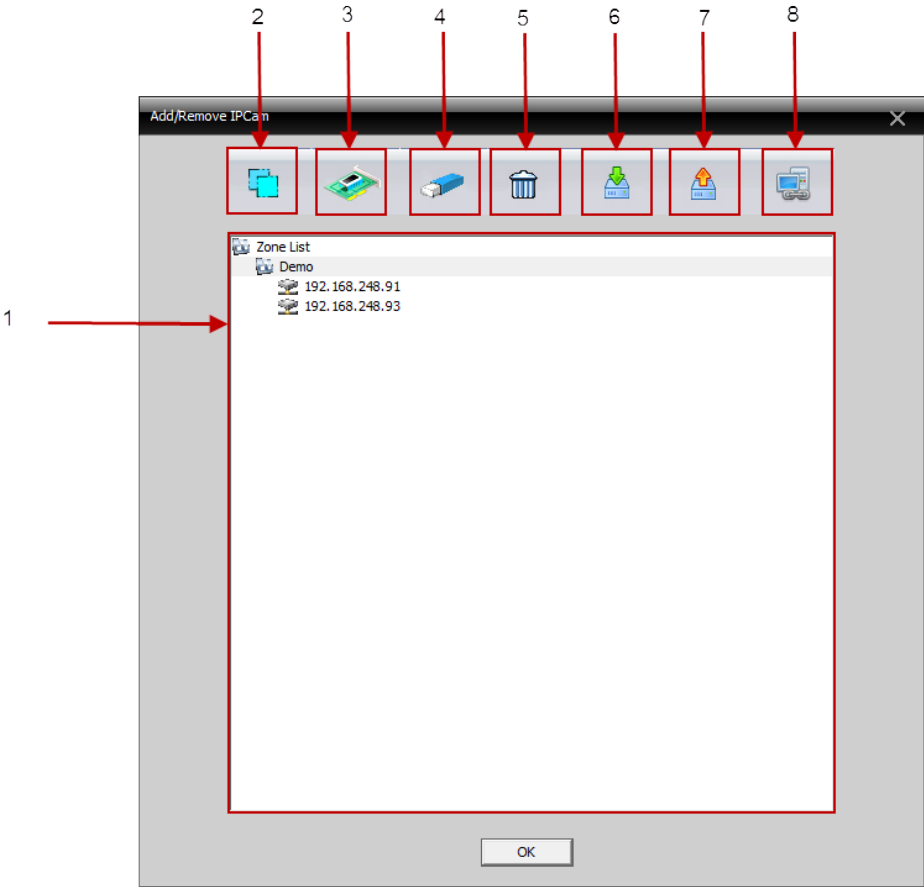 2 3 4 5 6 7 8
Add/Remove IPCam
Zone List
Demo
192.168.248.91
192.168.248.93
1
OK